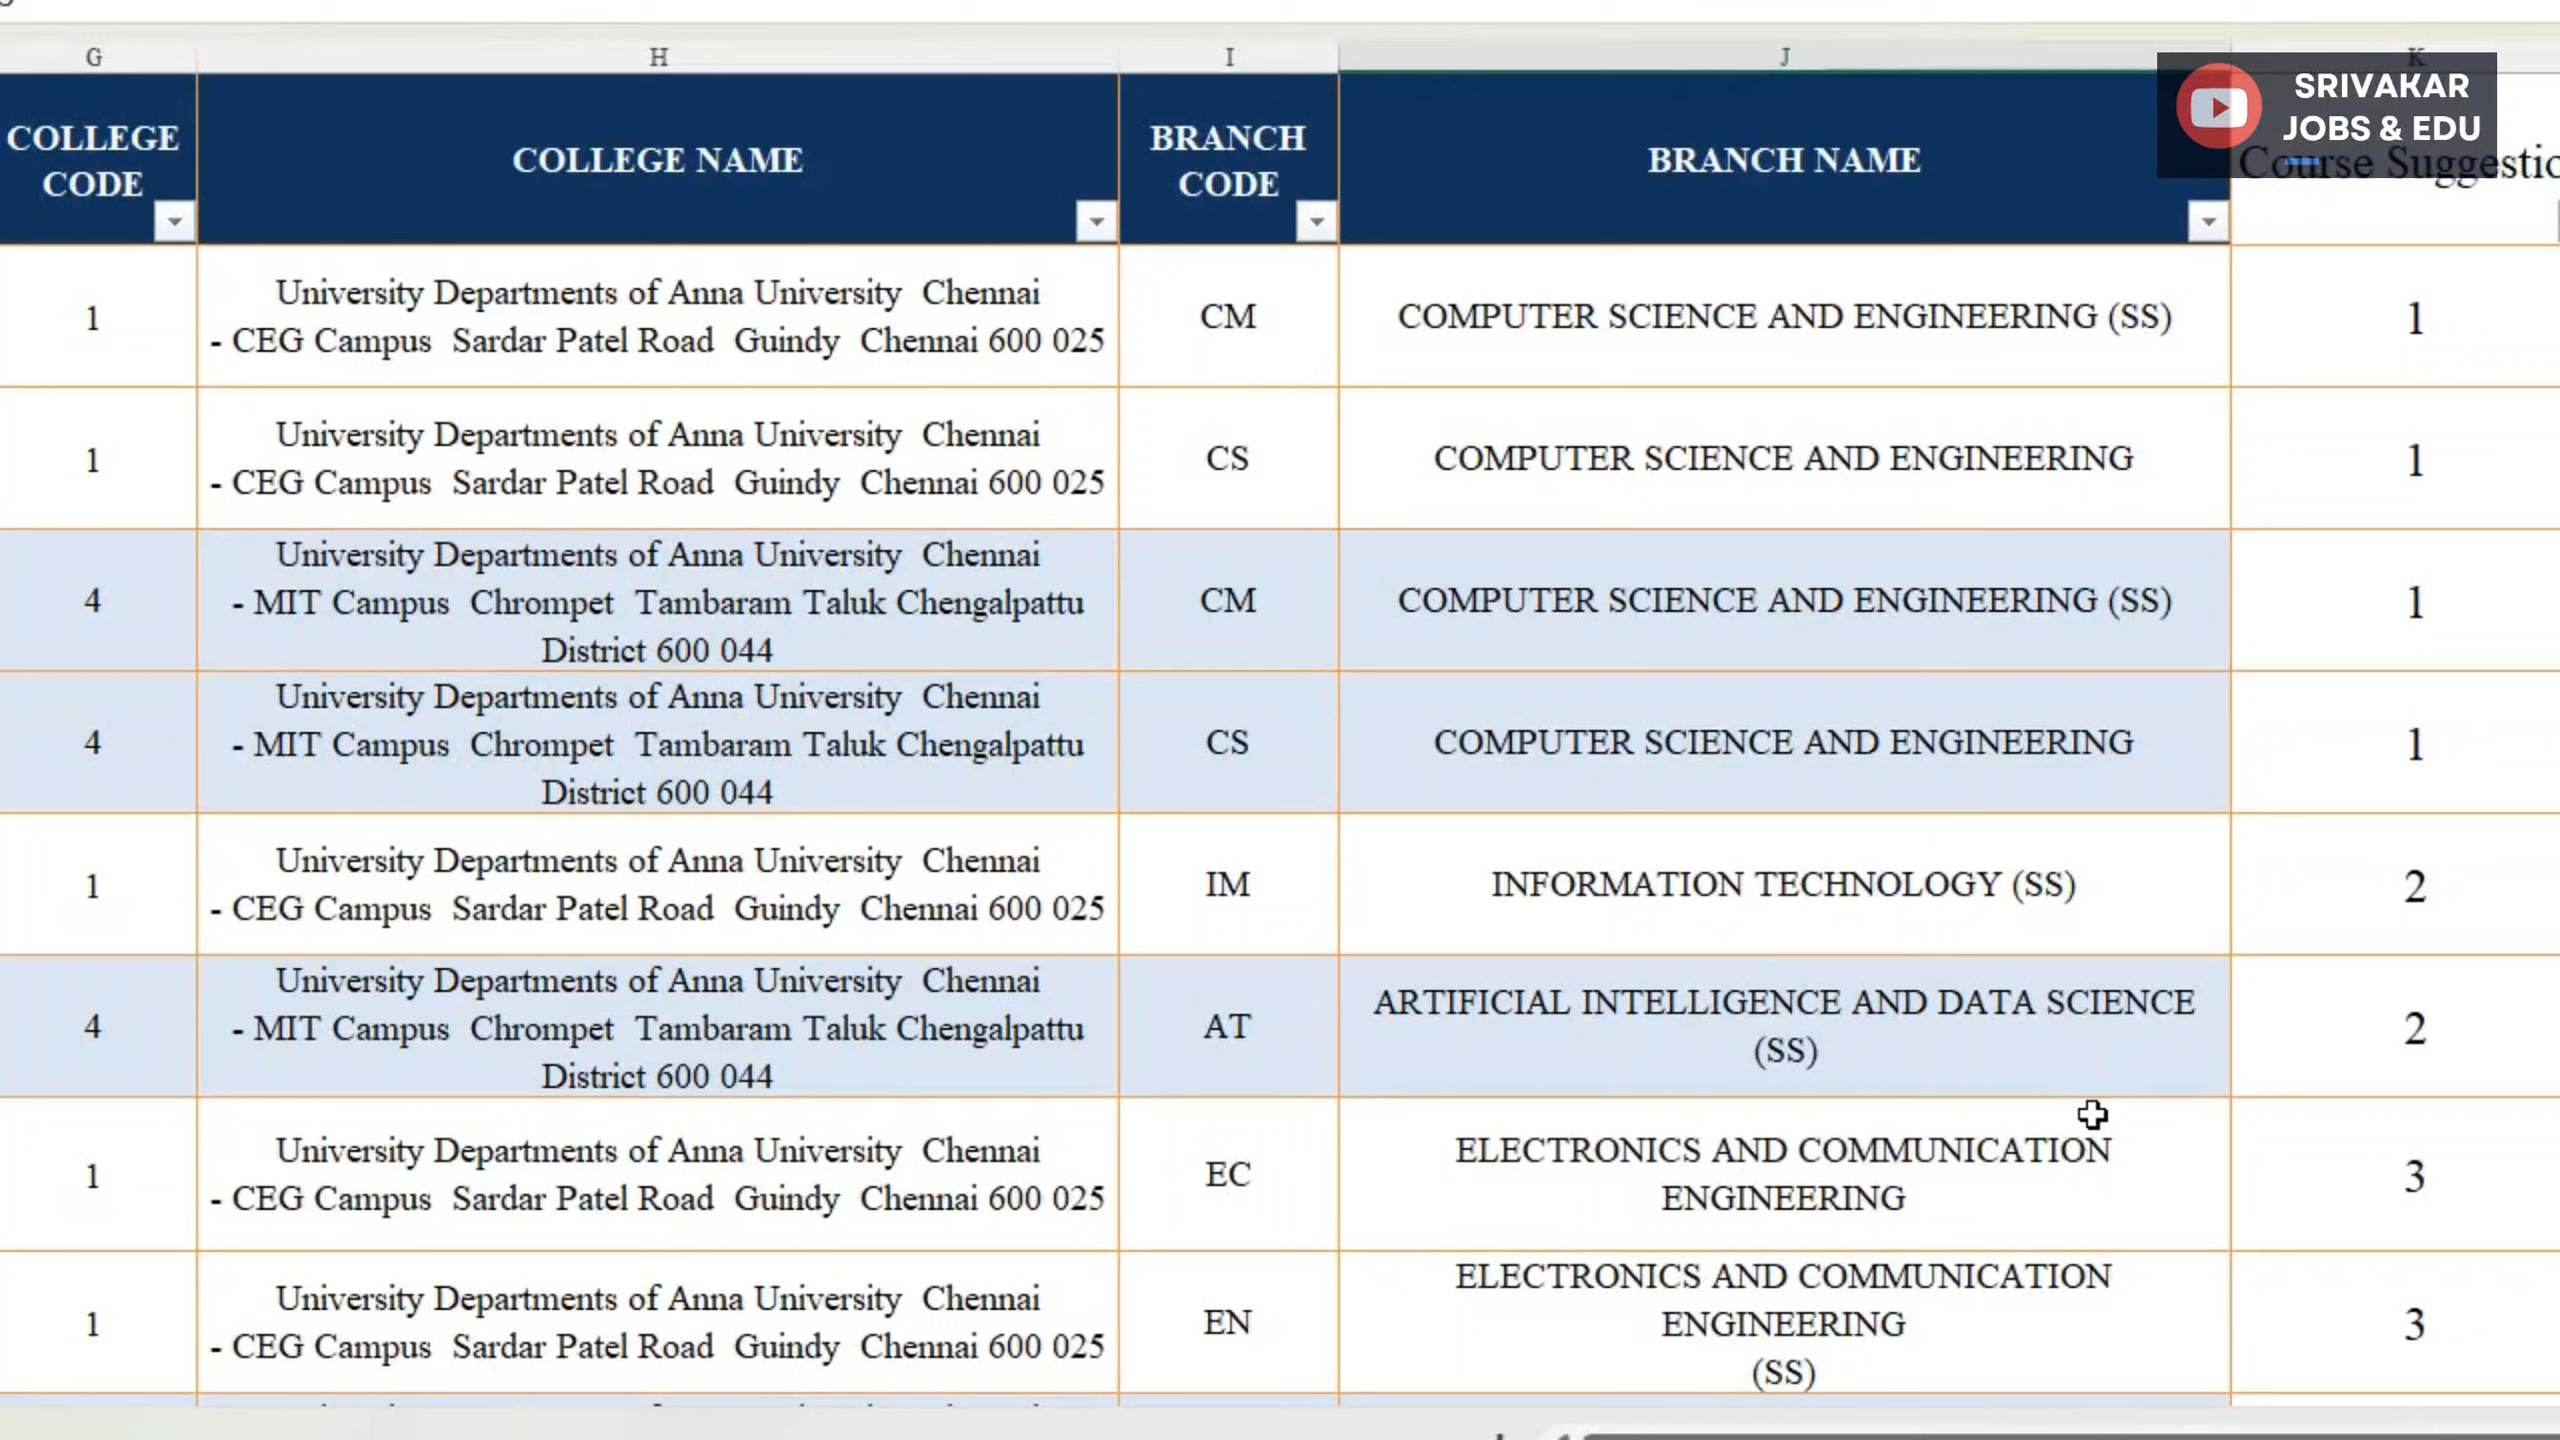 G H I J K
SRIVAKAR
JOBS & EDU
COLLEGE
CODE
COLLEGE NAME
BRANCH
CODE
BRANCH NAME
Course
1
University Departments of Anna University Chennai
- CEG Campus Sardar Patel Road Guindy Chennai 600 025
CM
COMPUTER SCIENCE AND ENGINEERING (SS)
1
1
University Departments of Anna University Chennai
- CEG Campus Sardar Patel Road Guindy Chennai 600 025
CS
COMPUTER SCIENCE AND ENGINEERING
1
4
University Departments of Anna University Chennai
- MIT Campus Chrompet Tambaram Taluk Chengalpattu
District 600 044
CM
COMPUTER SCIENCE AND ENGINEERING (SS)
1
4
University Departments of Anna University Chennai
- MIT Campus Chrompet Tambaram Taluk Chengalpattu
District 600 044
CS
COMPUTER SCIENCE AND ENGINEERING
1
1
University Departments of Anna University Chennai
- CEG Campus Sardar Patel Road Guindy Chennai 600 025
IM
INFORMATION TECHNOLOGY (SS)
2
4
University Departments of Anna University Chennai
- MIT Campus Chrompet Tambaram Taluk Chengalpattu
District 600 044
AT
ARTIFICIAL INTELLIGENCE AND DATA SCIENCE
(SS)
2
1
University Departments of Anna University Chennai
- CEG Campus Sardar Patel Road Guindy Chennai 600 025
EC
ELECTRONICS AND COMMUNICATION
ENGINEERING
3
1
University Departments of Anna University Chennai
- CEG Campus Sardar Patel Road Guindy Chennai 600 025
EN
ELECTRONICS AND COMMUNICATION
ENGINEERING
(SS)
3